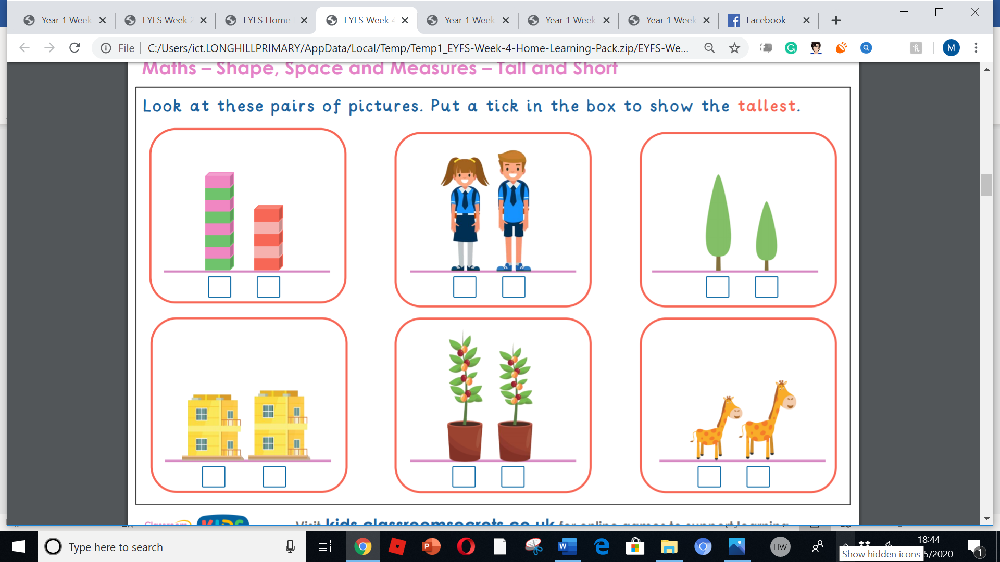 Year 1 Week
EYFS Week 2
EYFS Home
EYFS Week 4
Year 1 Week
Year 1 Week
Year 1 Week
Facebook
File
C:/Users/ict.LONGHILLPRIMARY/AppData/Local/Temp/Temp1_EYFS-Week-4-Home-Learning-Pack.zip/EYFS-We...
M
Maths – Shape, Space and Measures – Tall and Short
Look at these pairs of pictures. Put a tick in the box to show the tallest.
Classroom
KIDS
Visit kids.classroomsecrets.co.uk for online games to support learning
Type here to search
HW
18:44
5/2020
Show hidden icons
1